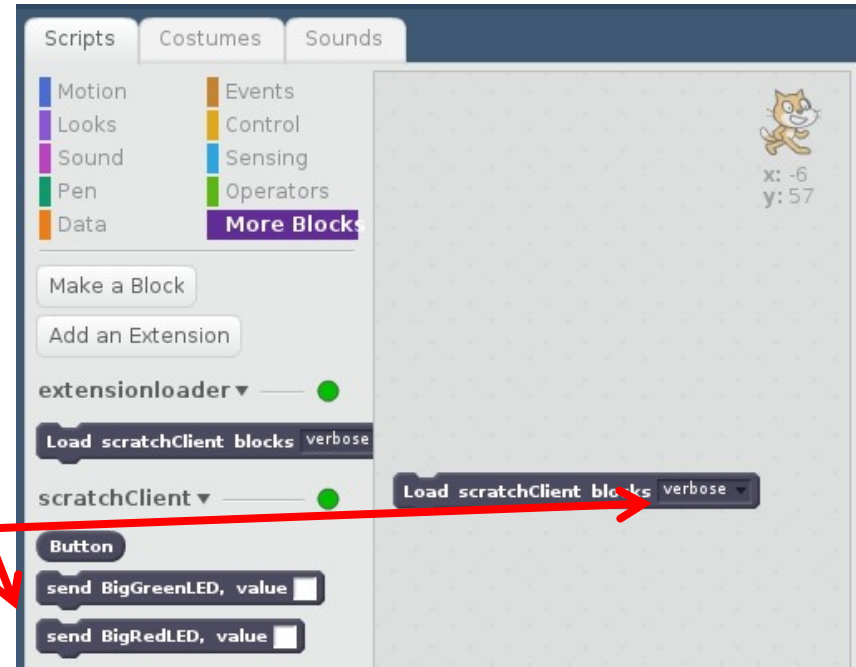 Scripts Costumes Sounds
Motion Events
Looks Control
Sound Sensing
Pen Operators
Data More Blocks
x: -6
y: 57
Make a Block
Add an Extension
extensionloader
Load scratchClient blocks verbose
Load scratchClient blocks verbose
scratchClient
Button
send BigGreenLED, value
send BigRedLED, value